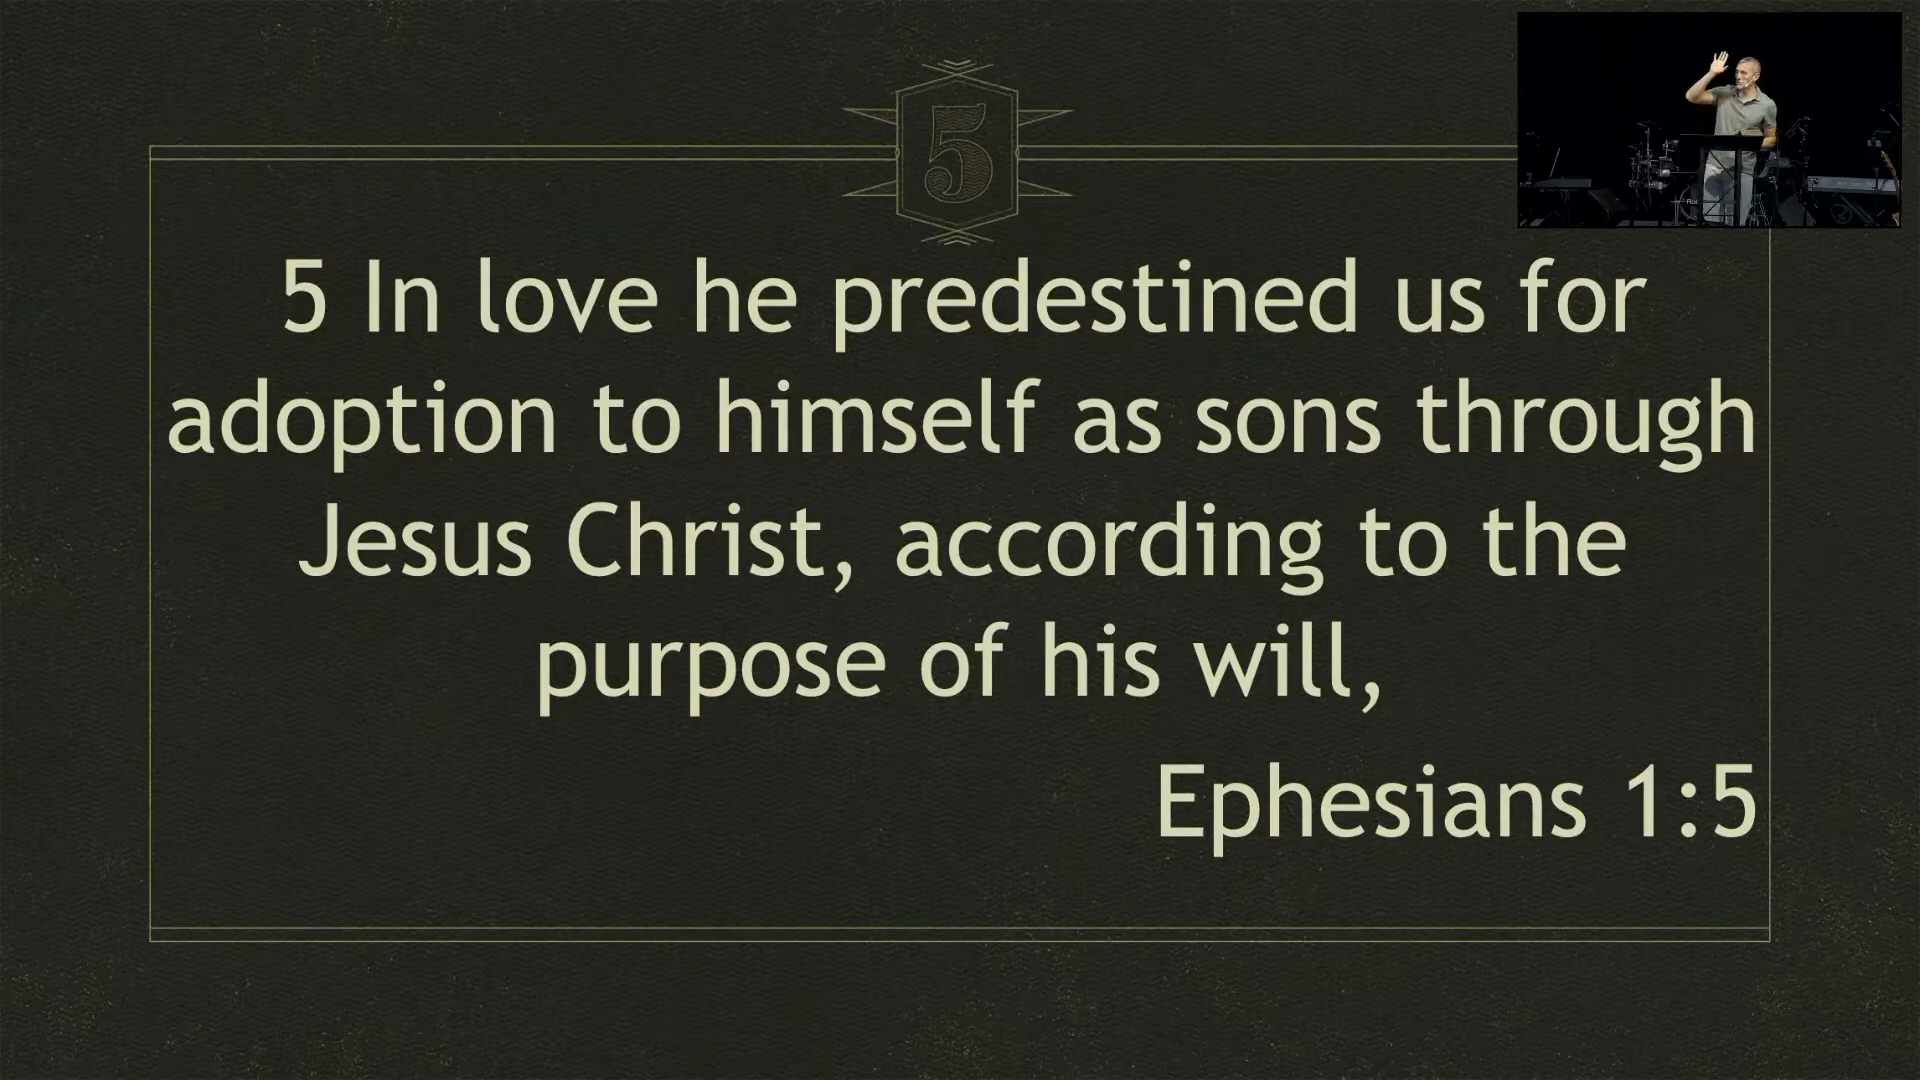 5
5 In love he predestined us for
adoption to himself as sons through
Jesus Christ, according to the
purpose of his will,
Ephesians 1:5